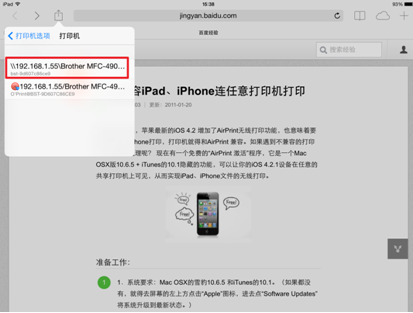 iPad
15:38
93%
jingyan.baidu.com
百度经验
打印机选项
打印机
搜索经验
\\192.168.1.55\Brother MFC-490...
192.168.1.55/Brother MFC-49...
iPad、iPhone连任意打印机打印
更新:2011-01-20
，苹果最新的iOS 4.2 增加了AirPrint无线打印功能，也意味着要
hone打印，打印机就得和AirPrint 兼容。如果遇到不兼容的打印
呢？ 现在有一个免费的“AirPrint 激活”程序，它是一个Mac
OSX版10.6.5 + iTunes的10.1隐藏的功能，可以让你的iOS 4.2.1设备在任意的
共享打印机上可见，从而实现iPad、iPhone文件的无线打印。
Free!
Free!
Free!
准备工作：
1
1．系统要求：Mac OSX的雪豹10.6.5 和iTunes的10.1。（如果都没
有，就得去屏幕的左上方点击“Apple”图标，进去点“Software Updates”
将系统升级到最新状态。）